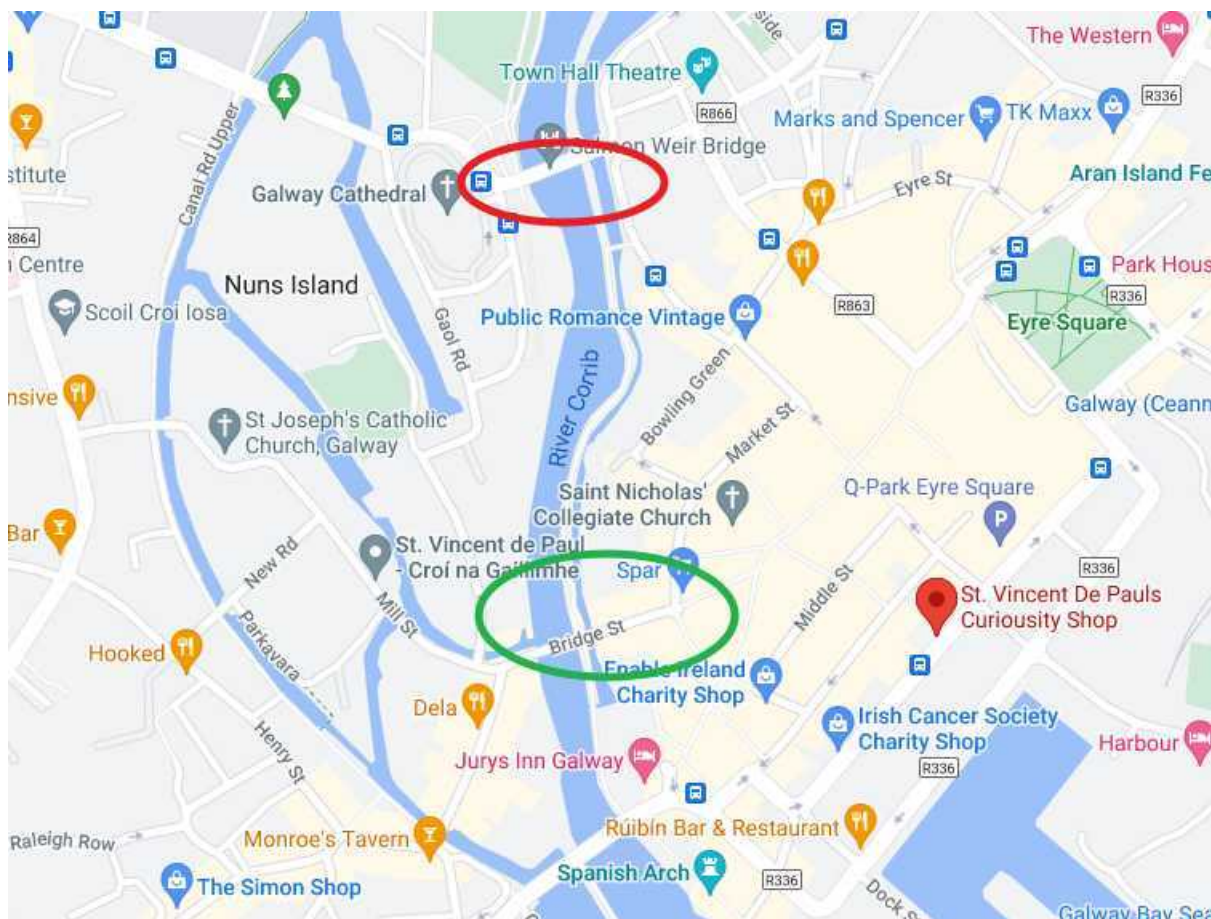 The Western
Town Hall Theatre
R336
R866
Marks and Spencer
TK Maxx
Salmon Weir Bridge
stitute
Galway Cathedral
Eyre St
Aran Island Fe
Canal Rd Upper
R864
n Centre
Nuns Island
Park Hous
R336
Scoil Croi Iosa
Public Romance Vintage
R863
Eyre Square
Gaol Rd
River Corrib
nsive
Bowling Green
Market St
Galway (Ceann
St Joseph's Catholic
Church, Galway
Saint Nicholas'
Collegiate Church
Q-Park Eyre Square
P
Bar
New Rd
St. Vincent de Paul
- Croí na Gaillimhe
Spar
Middle St
R336
St. Vincent De Pauls
Curiousity Shop
Mill St
Bridge St
Parkavara
Hooked
Enable Ireland
Charity Shop
Dela
Irish Cancer Society
Charity Shop
Henry St
Jurys Inn Galway
Harbour
R336
Raleigh Row
Monroe's Tavern
Rúibín Bar & Restaurant
The Simon Shop
Spanish Arch
R336
Dock S
Galway Bay Sea